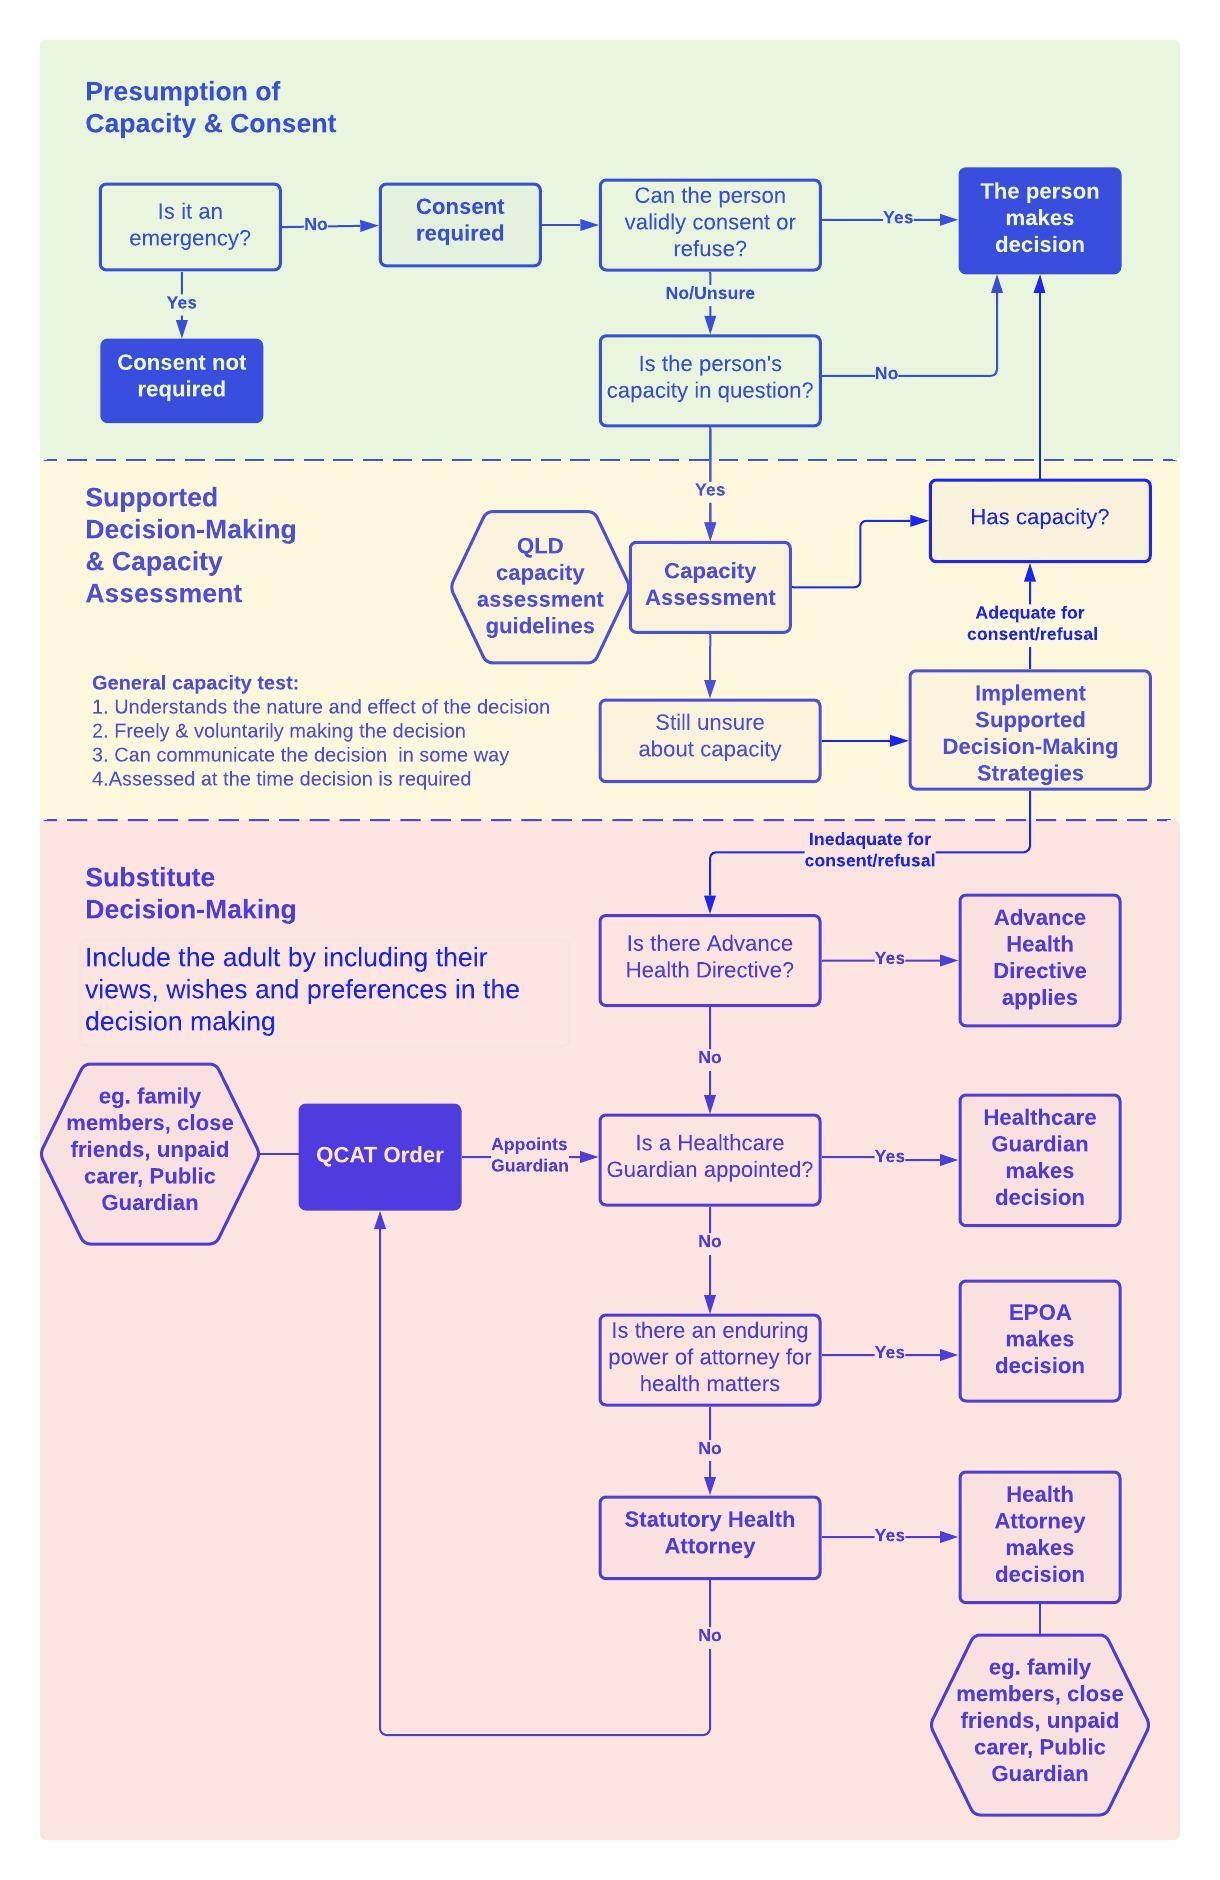 Presumption of
Capacity & Consent
Is it an
emergency?
No
Consent
required
Can the person
validly consent or
refuse?
Yes
The person
makes
decision
Yes
No/Unsure
Consent not
required
Is the person's
capacity in question?
No
Supported
Decision-Making
& Capacity
Assessment
Yes
QLD
capacity
assessment
guidelines
Capacity
Assessment
Has capacity?
Adequate for
consent/refusal
General capacity test:
1. Understands the nature and effect of the decision
2. Freely & voluntarily making the decision
3. Can communicate the decision  in some way
4.Assessed at the time decision is required
Still unsure
about capacity
Implement
Supported
Decision-Making
Strategies
Inedaquate for
consent/refusal
Substitute
Decision-Making
Include the adult by including their
views, wishes and preferences in the
decision making
Is there Advance
Health Directive?
Yes
Advance
Health
Directive
applies
No
eg. family
members, close
friends, unpaid
carer, Public
Guardian
QCAT Order
Appoints
Guardian
Is a Healthcare
Guardian appointed?
Yes
Healthcare
Guardian
makes
decision
No
Is there an enduring
power of attorney for
health matters
Yes
EPOA
makes
decision
No
Statutory Health
Attorney
Yes
Health
Attorney
makes
decision
No
eg. family
members, close
friends, unpaid
carer, Public
Guardian